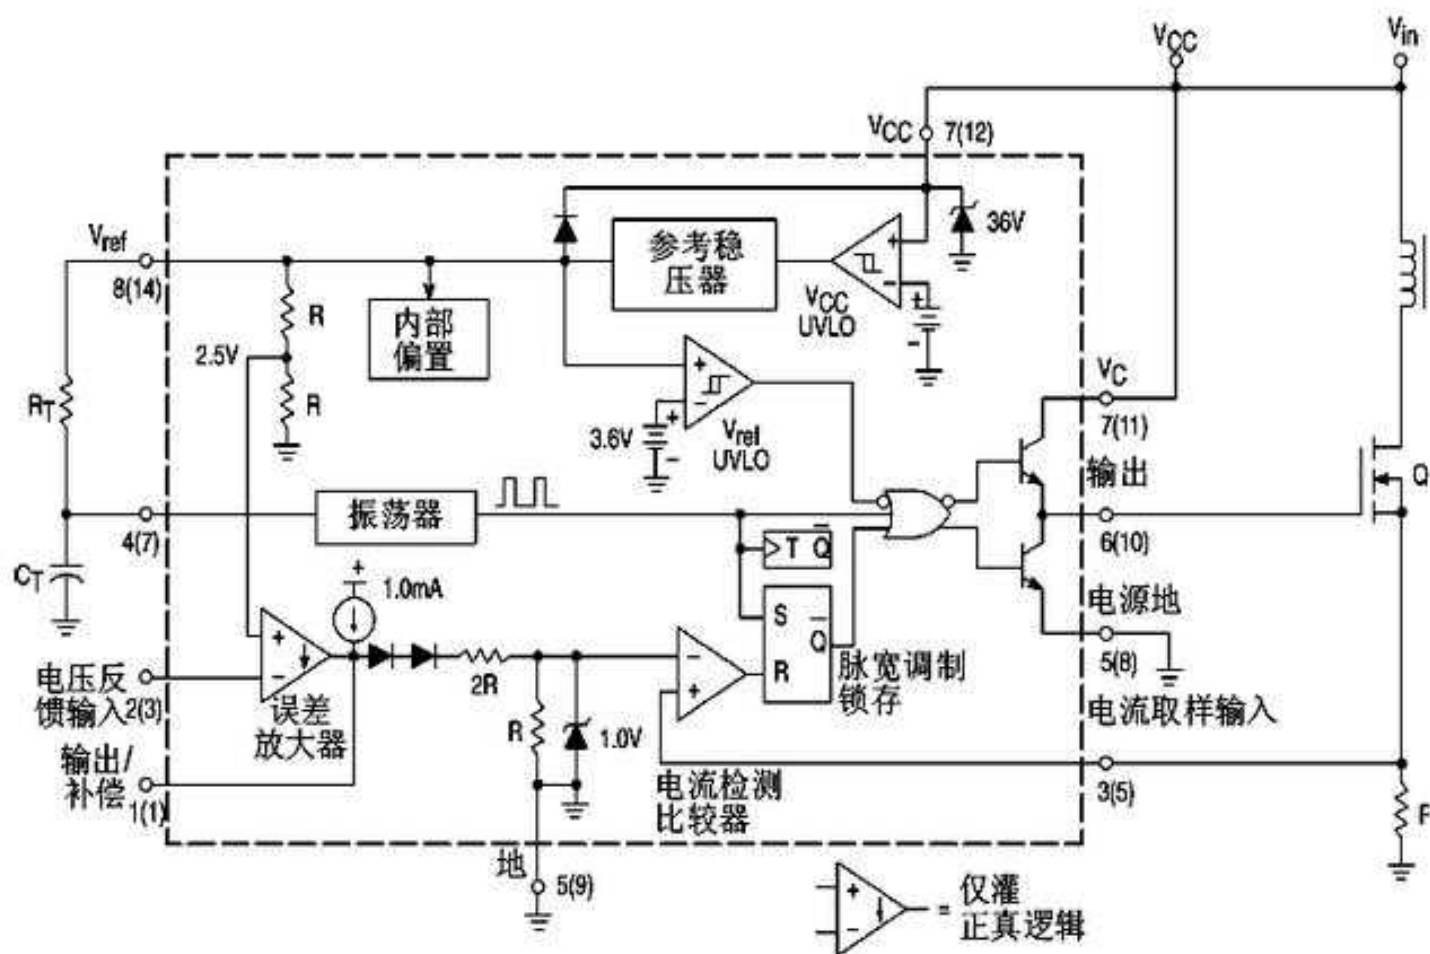 VCC
Vin
VCC 7(12)
Vref
8(14)
参考稳
压器
36V
+
−
VCC
UVLO
+
−
R
内部
偏置
2.5V
R
RT
+
−
3.6V
+
−
Vref
UVLO
VC
7(11)
输出
Q
4(7)
振荡器
6(10)
T Q
CT
+
1.0mA
S
Q
R
脉宽调制
锁存
电源地
5(8)
+
−
2R
−
+
电压反
馈输入 2(3)
误差
放大器
R
1.0V
电流取样输入
输出/
补偿
1(1)
电流检测
比较器
3(5)
地
5(9)
+
−
= 仅灌
正真逻辑